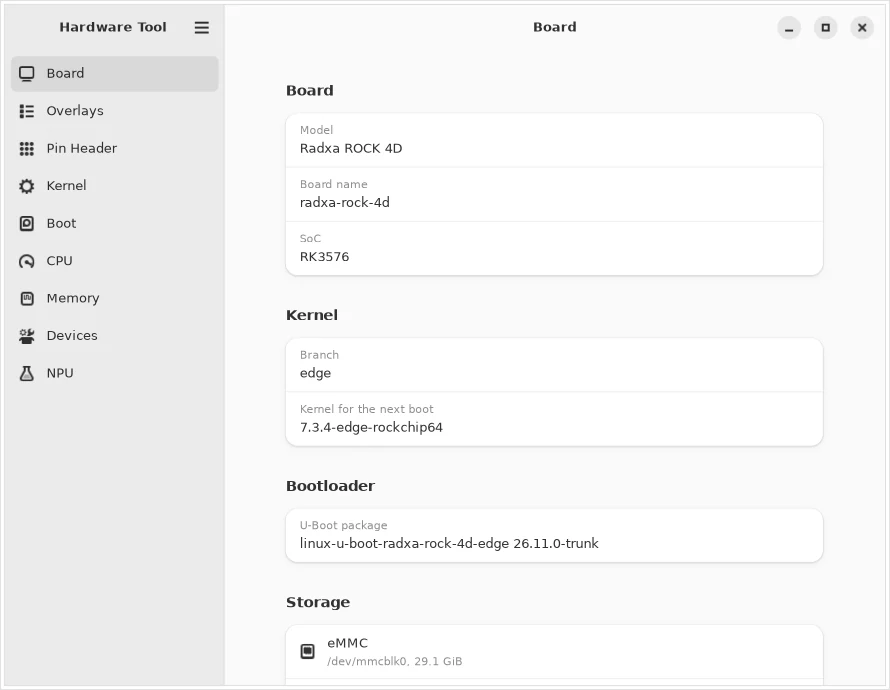 Hardware Tool
Board
Overlays
Pin Header
Kernel
Boot
CPU
Memory
Devices
NPU
Board
Board
Model
Radxa ROCK 4D
Board name
radxa-rock-4d
SoC
RK3576
Kernel
Branch
edge
Kernel for the next boot
7.3.4-edge-rockchip64
Bootloader
U-Boot package
linux-u-boot-radxa-rock-4d-edge 26.11.0-trunk
Storage
eMMC
/dev/mmcblk0, 29.1 GiB